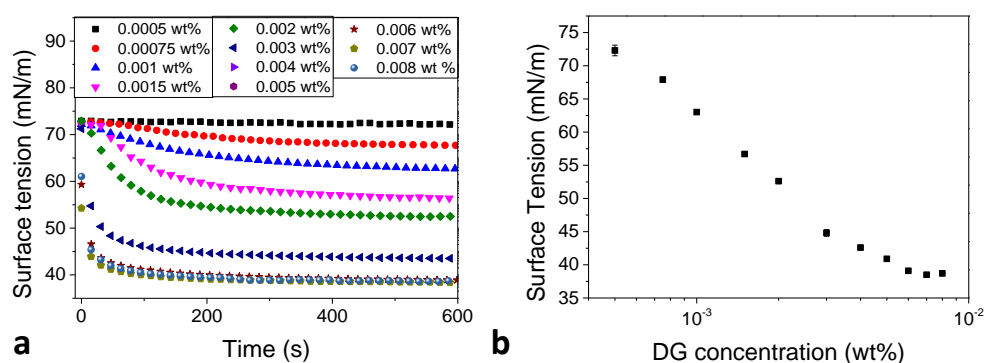 Surface tension (mN/m)
90
80
70
60
50
40
0.0005 wt%
0.00075 wt%
0.001 wt%
0.0015 wt%
0.002 wt%
0.003 wt%
0.004 wt%
0.005 wt%
0.006 wt%
0.007 wt%
0.008 wt %
0 200 400 600
Time (s)
a
Surface Tension (mN/m)
75
70
65
60
55
50
45
40
35
10-3 10-2
DG concentration (wt%)
b